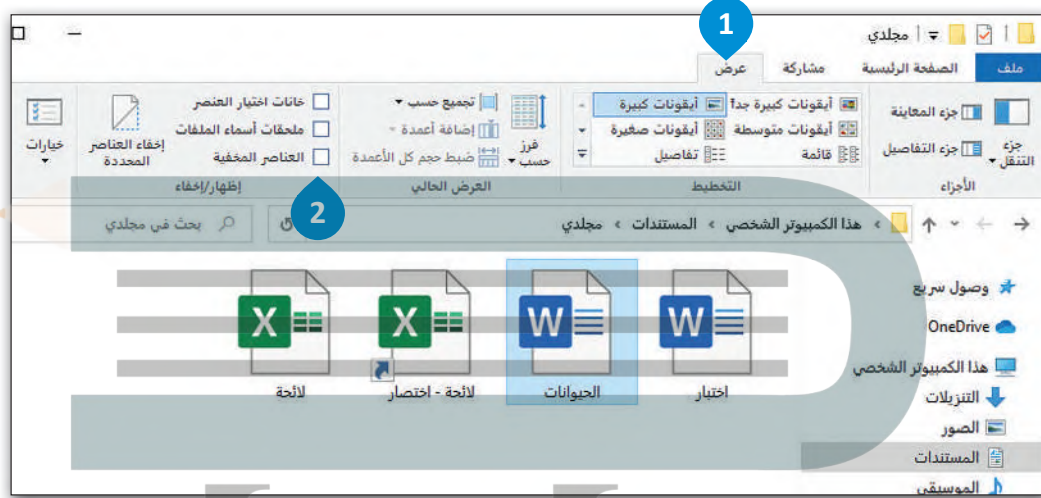 1
مجلدي
ملف الصفحة الرئيسية مشاركة عرض
جزء التنقل
جزء المعاينة
جزء التفاصيل
الأجزاء
أيقونات كبيرة جدا أيقونات كبيرة
أيقونات متوسطة أيقونات صغيرة
قائمة تفاصيل
التخطيط
فرز حسب
تجميع حسب
إضافة أعمدة
ضبط حجم كل الأعمدة
العرض الحالي
خانات اختيار العنصر
ملحقات أسماء الملفات
العناصر المخفية
إخفاء العناصر المحددة
إظهار/إخفاء
خيارات
2
هذا الكمبيوتر الشخصي › المستندات › مجلدي
بحث في مجلدي
وصول سريع
OneDrive
هذا الكمبيوتر الشخصي
التنزيلات
الصور
المستندات
الموسيقى
W
اختبار
W
الحيوانات
X
لائحة - اختصار
X
لائحة